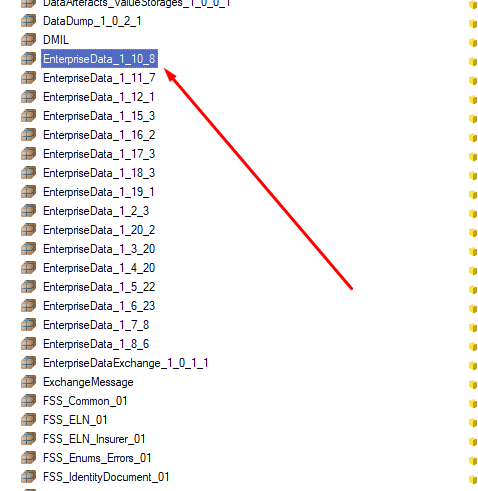 DataArteracts_ValueStorages_1_0_0_1
DataDump_1_0_2_1
DMIL
EnterpriseData_1_10_8
EnterpriseData_1_11_7
EnterpriseData_1_12_1
EnterpriseData_1_15_3
EnterpriseData_1_16_2
EnterpriseData_1_17_3
EnterpriseData_1_18_3
EnterpriseData_1_19_1
EnterpriseData_1_2_3
EnterpriseData_1_20_2
EnterpriseData_1_3_20
EnterpriseData_1_4_20
EnterpriseData_1_5_22
EnterpriseData_1_6_23
EnterpriseData_1_7_8
EnterpriseData_1_8_6
EnterpriseDataExchange_1_0_1_1
ExchangeMessage
FSS_Common_01
FSS_ELN_01
FSS_ELN_Insurer_01
FSS_Enums_Errors_01
FSS_IdentityDocument_01